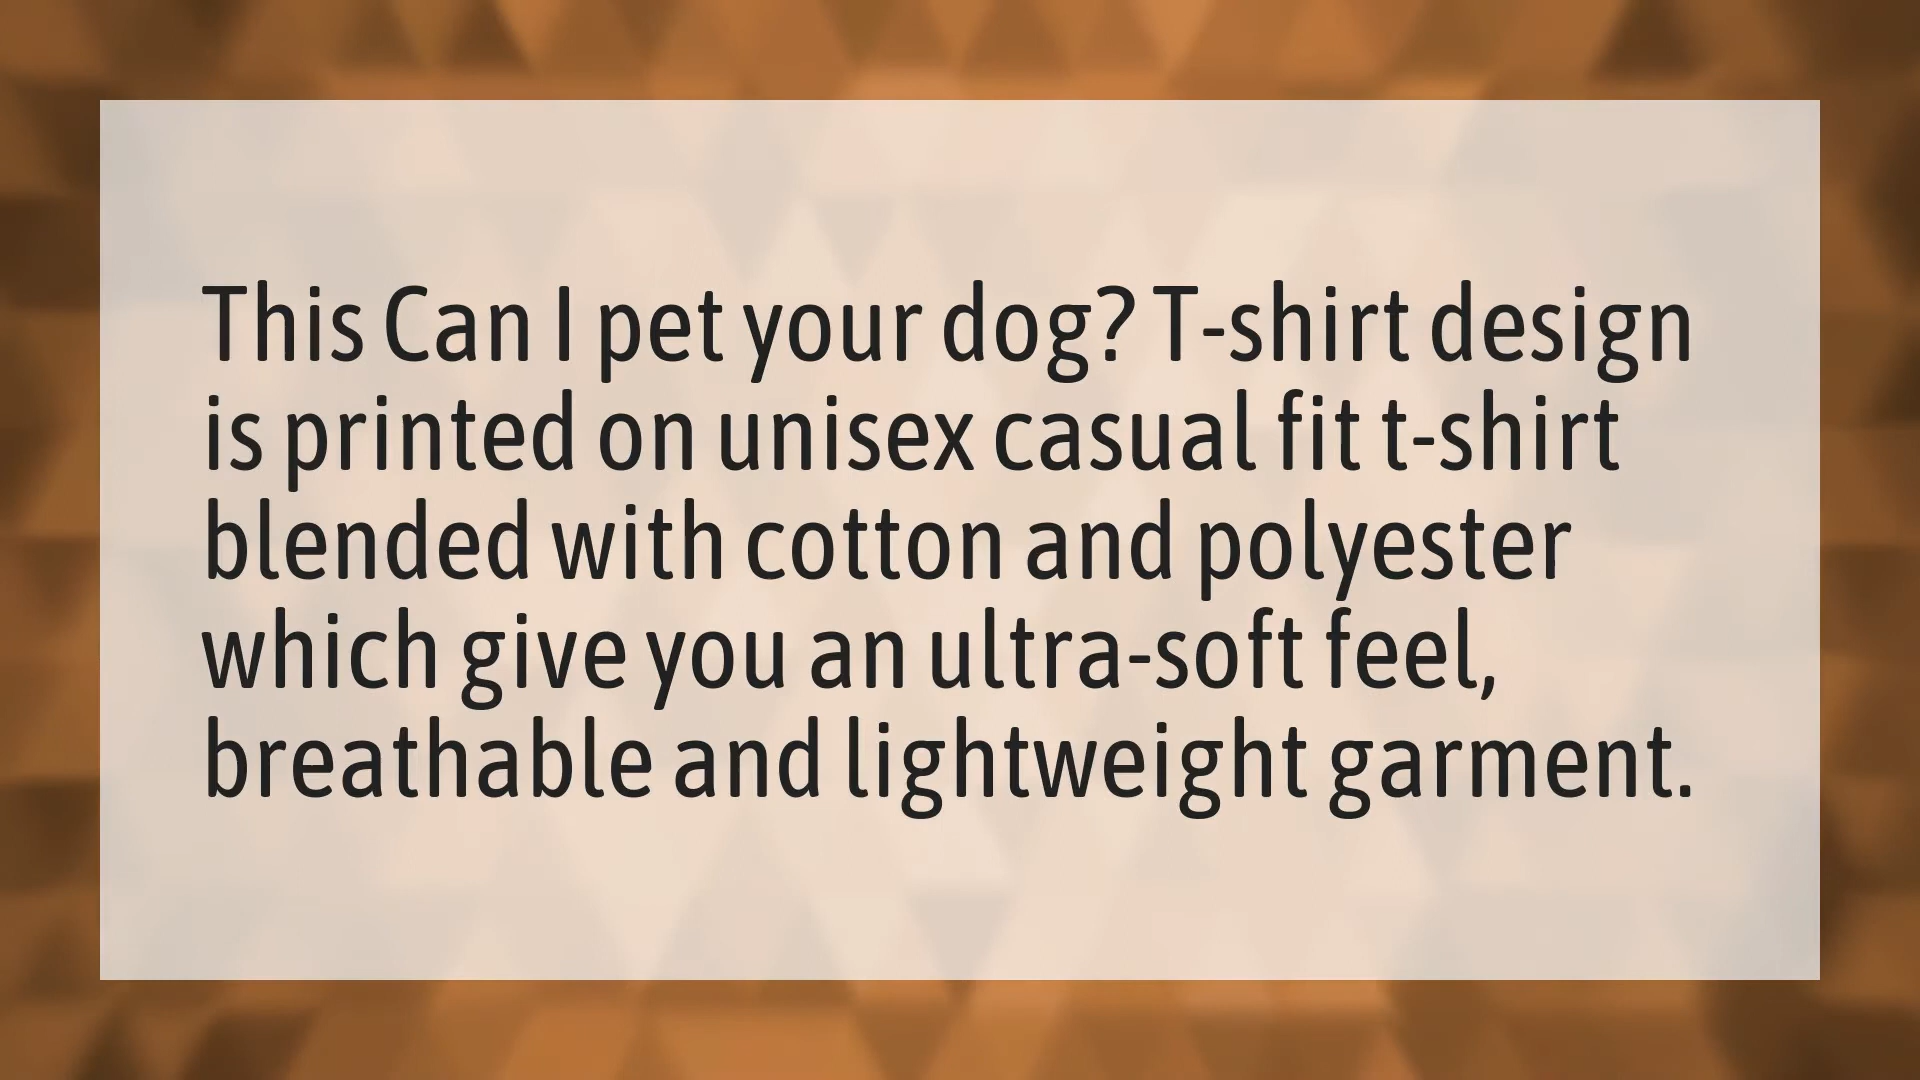 This Can I pet your dog? T-shirt design
is printed on unisex casual fit t-shirt
blended with cotton and polyester
which give you an ultra-soft feel,
breathable and lightweight garment.